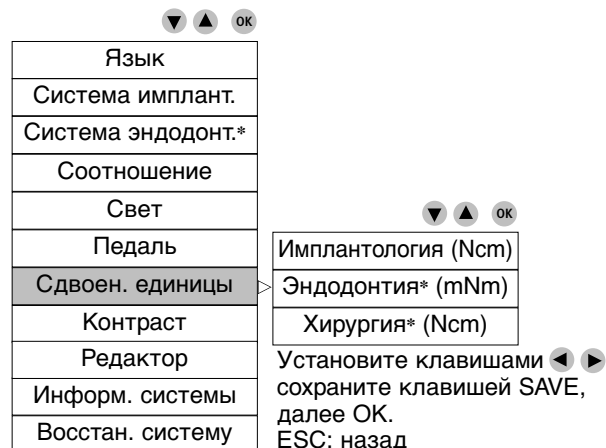 ▼ ▲ OK
Язык
Система имплант.
Система эндодонт.*
Соотношение
Свет
Педаль
Сдвоен. единицы
Контраст
Редактор
Информ. системы
Восстан. систему
▼ ▲ OK
Имплантология (Ncm)
Эндодонтия* (mNm)
Хирургия* (Ncm)
Установите клавишами ◀ ▶
сохраните клавишей SAVE,
далее OK.
ESC: назад